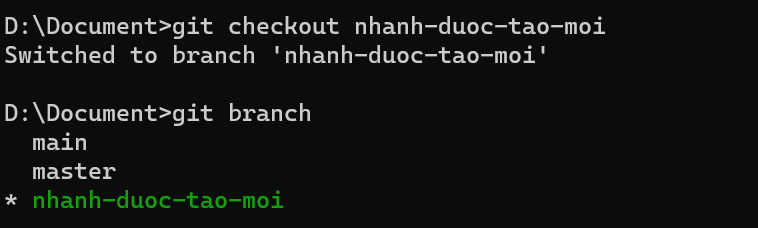 D:\Document>git checkout nhanh-duoc-tao-moi
Switched to branch 'nhanh-duoc-tao-moi'
D:\Document>git branch
  main
  master
* nhanh-duoc-tao-moi